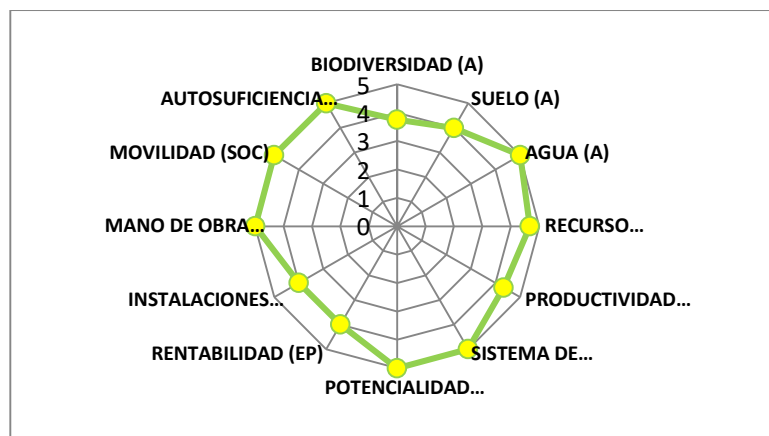 BIODIVERSIDAD (A)
SUELO (A)
AGUA (A)
RECURSO...
PRODUCTIVIDAD...
SISTEMA DE...
POTENCIALIDAD...
RENTABILIDAD (EP)
INSTALACIONES...
MANO DE OBRA...
MOVILIDAD (SOC)
AUTOSUFICIENCIA...
5
4
3
2
1
0